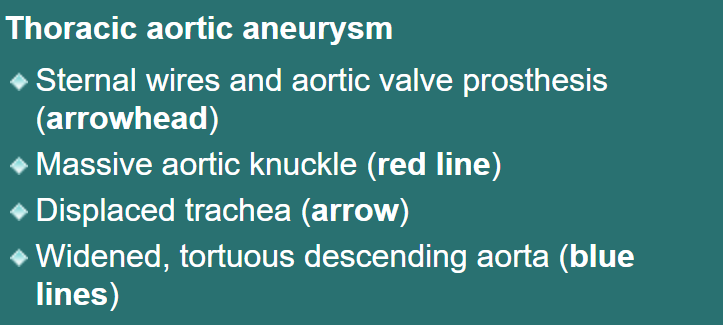 Thoracic aortic aneurysm
Sternal wires and aortic valve prosthesis
(arrowhead)
Massive aortic knuckle (red line)
Displaced trachea (arrow)
Widened, tortuous descending aorta (blue
lines)